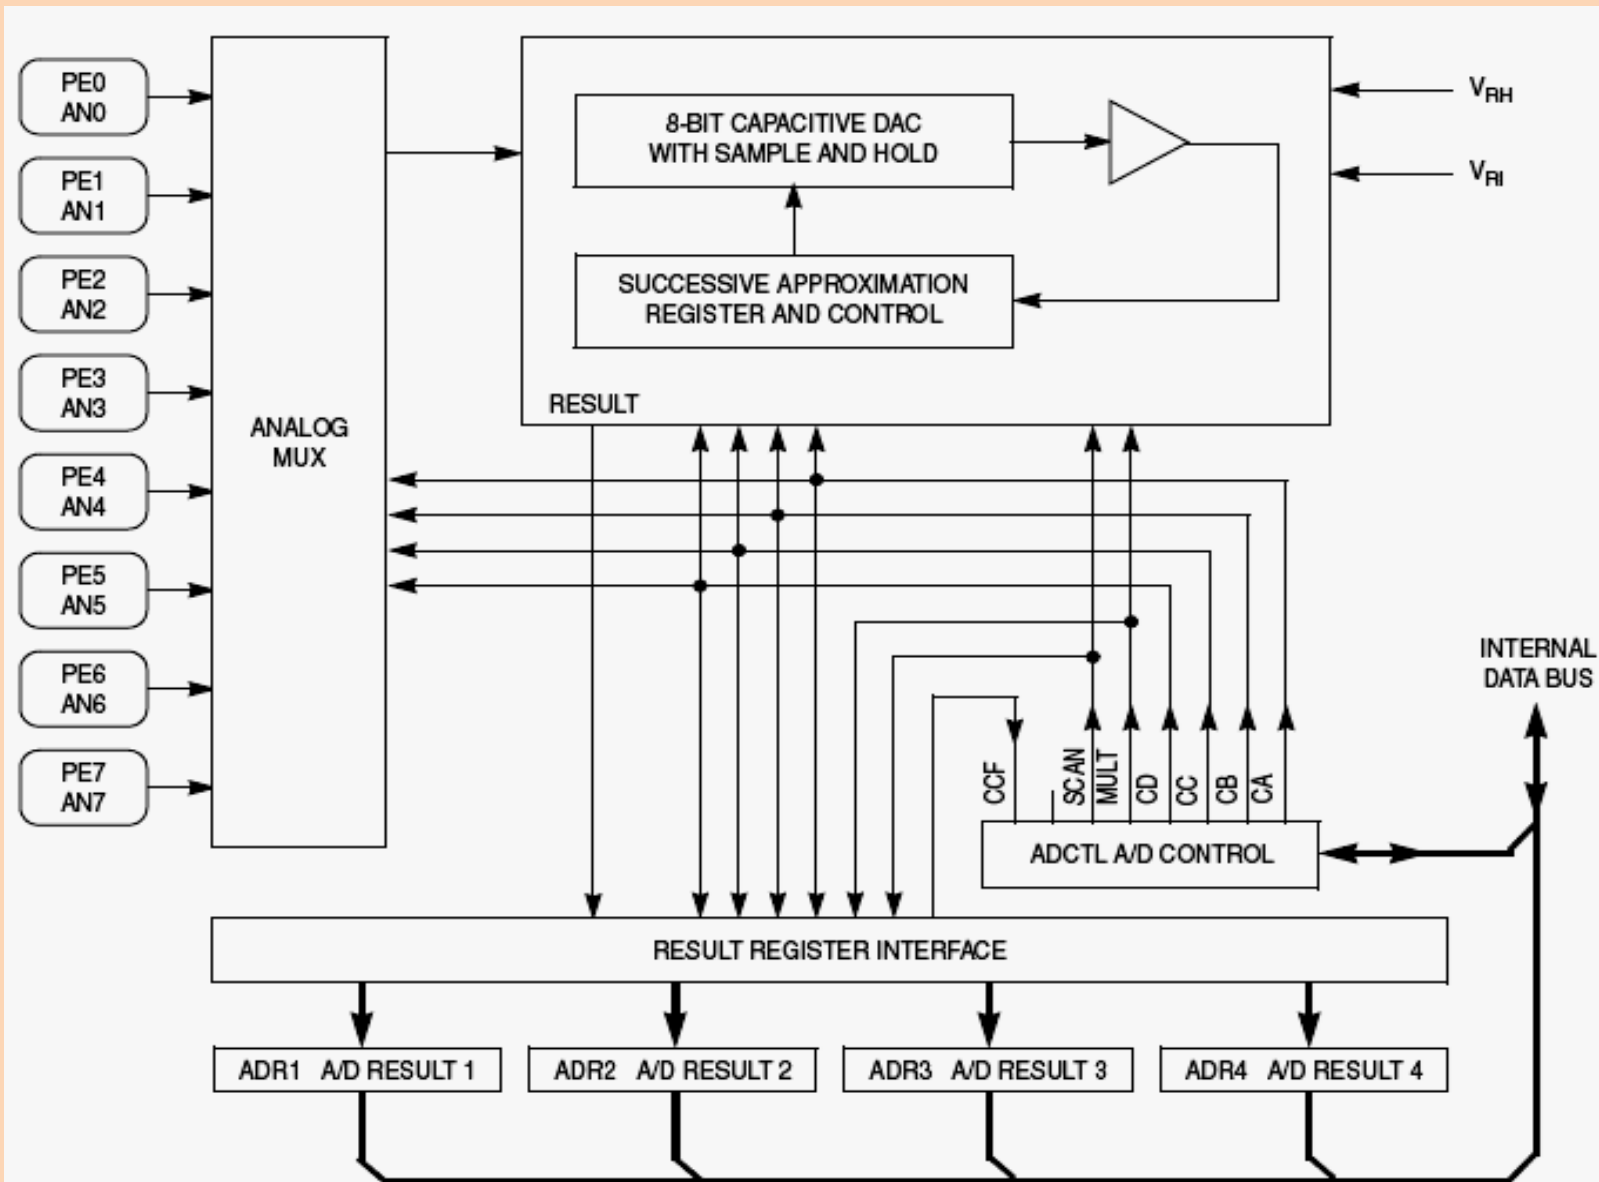 PE0
AN0
PE1
AN1
PE2
AN2
PE3
AN3
PE4
AN4
PE5
AN5
PE6
AN6
PE7
AN7
ANALOG
MUX
8-BIT CAPACITIVE DAC
WITH SAMPLE AND HOLD
SUCCESSIVE APPROXIMATION
REGISTER AND CONTROL
RESULT
VRH
VRI
INTERNAL
DATA BUS
CCF
SCAN
MULT
CD
CC
CB
CA
ADCTL A/D CONTROL
RESULT REGISTER INTERFACE
ADR1 A/D RESULT 1
ADR2 A/D RESULT 2
ADR3 A/D RESULT 3
ADR4 A/D RESULT 4